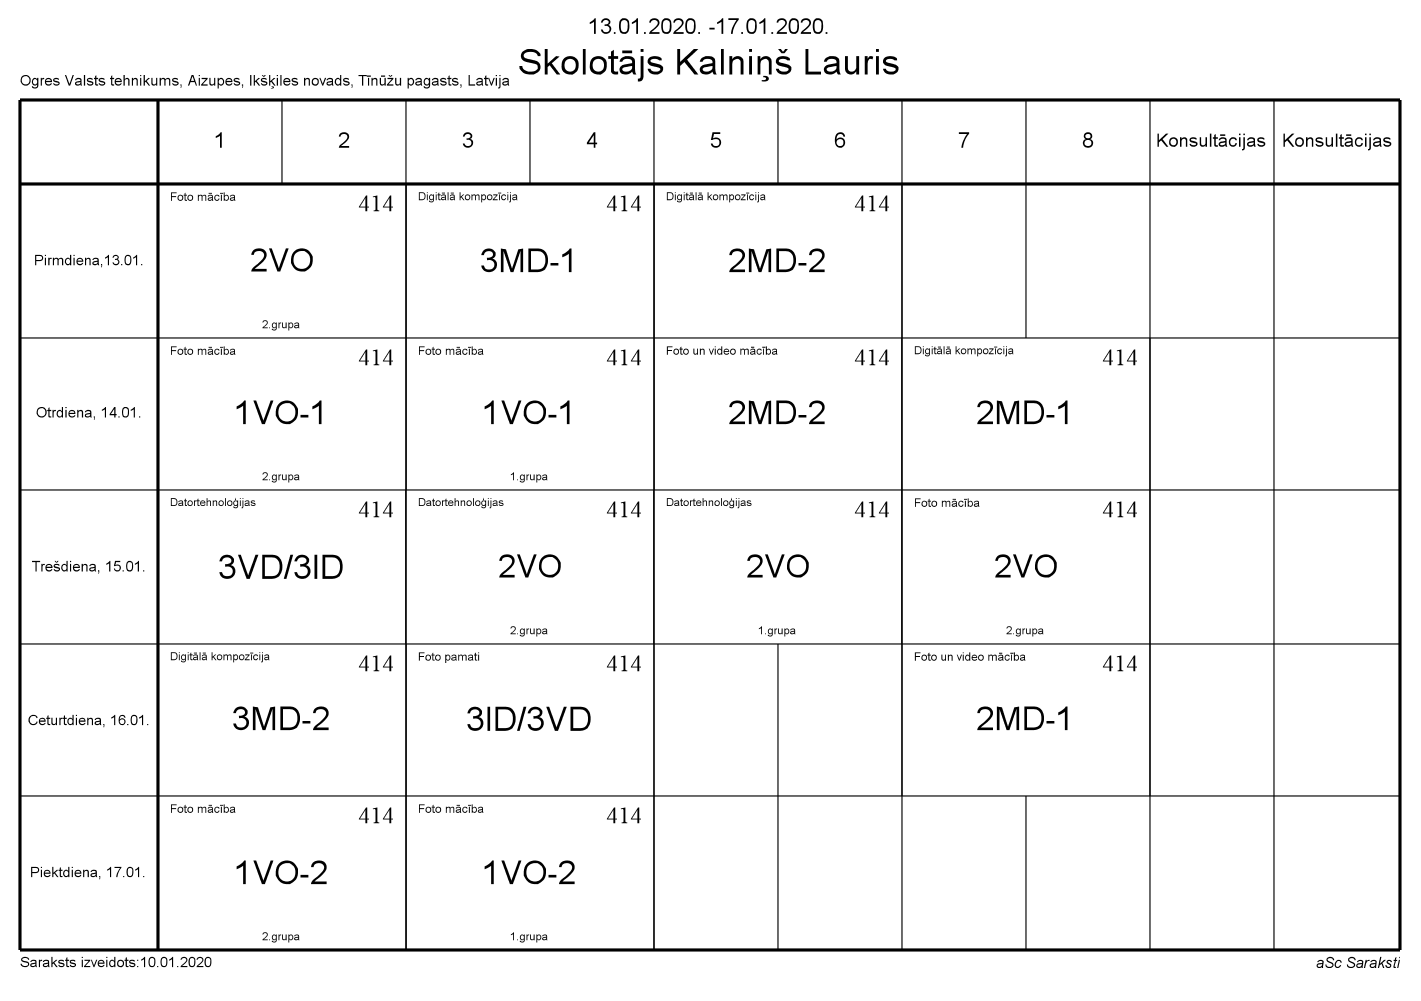 13.01.2020. -17.01.2020.
Skolotājs Kalniņš Lauris
Ogres Valsts tehnikums, Aizupes, Ikšķiles novads, Tīnūžu pagasts, Latvija
1 2 3 4 5 6 7 8 Konsultācijas Konsultācijas
Foto mācība 414 Digitālā kompozīcija 414 Digitālā kompozīcija 414
Pirmdiena,13.01. 2VO 3MD-1 2MD-2
2.grupa
Foto mācība 414 Foto mācība 414 Foto un video mācība 414 Digitālā kompozīcija 414
Otrdiena, 14.01. 1VO-1 1VO-1 2MD-2 2MD-1
2.grupa 1.grupa
Datortehnoloģijas 414 Datortehnoloģijas 414 Datortehnoloģijas 414 Foto mācība 414
Trešdiena, 15.01. 3VD/3ID 2VO 2VO 2VO
2.grupa 1.grupa 2.grupa
Digitālā kompozīcija 414 Foto pamati 414 Foto un video mācība 414
Ceturtdiena, 16.01. 3MD-2 3ID/3VD 2MD-1
Foto mācība 414 Foto mācība 414
Piektdiena, 17.01. 1VO-2 1VO-2
2.grupa 1.grupa
Saraksts izveidots:10.01.2020 aSc Saraksti